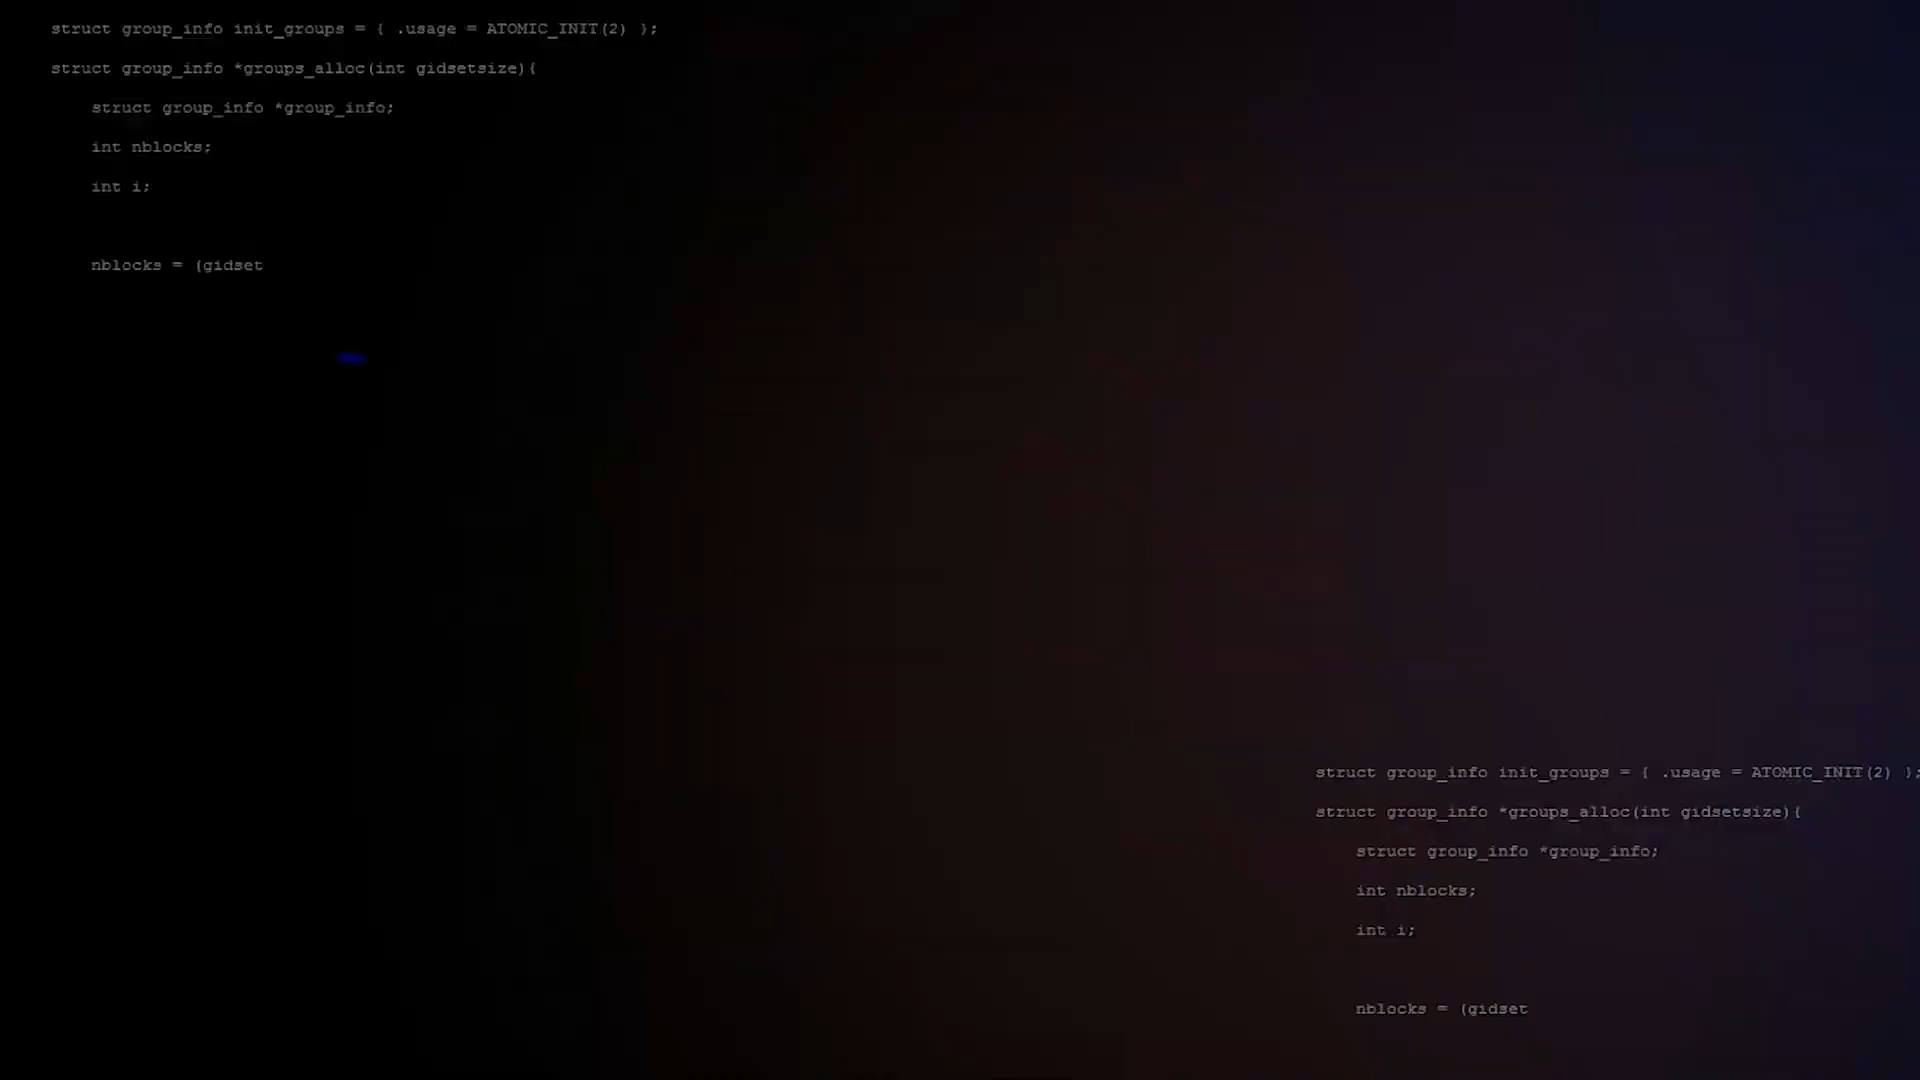 struct group_info init_groups = { .usage = ATOMIC_INIT(2) };
struct group_info *groups_alloc(int gidsetsize){
struct group_info *group_info;
int nblocks;
int i;
nblocks = (gidset
struct group_info init_groups = { .usage = ATOMIC_INIT(2) };
struct group_info *groups_alloc(int gidsetsize){
struct group_info *group_info;
int nblocks;
int i;
nblocks = (gidset